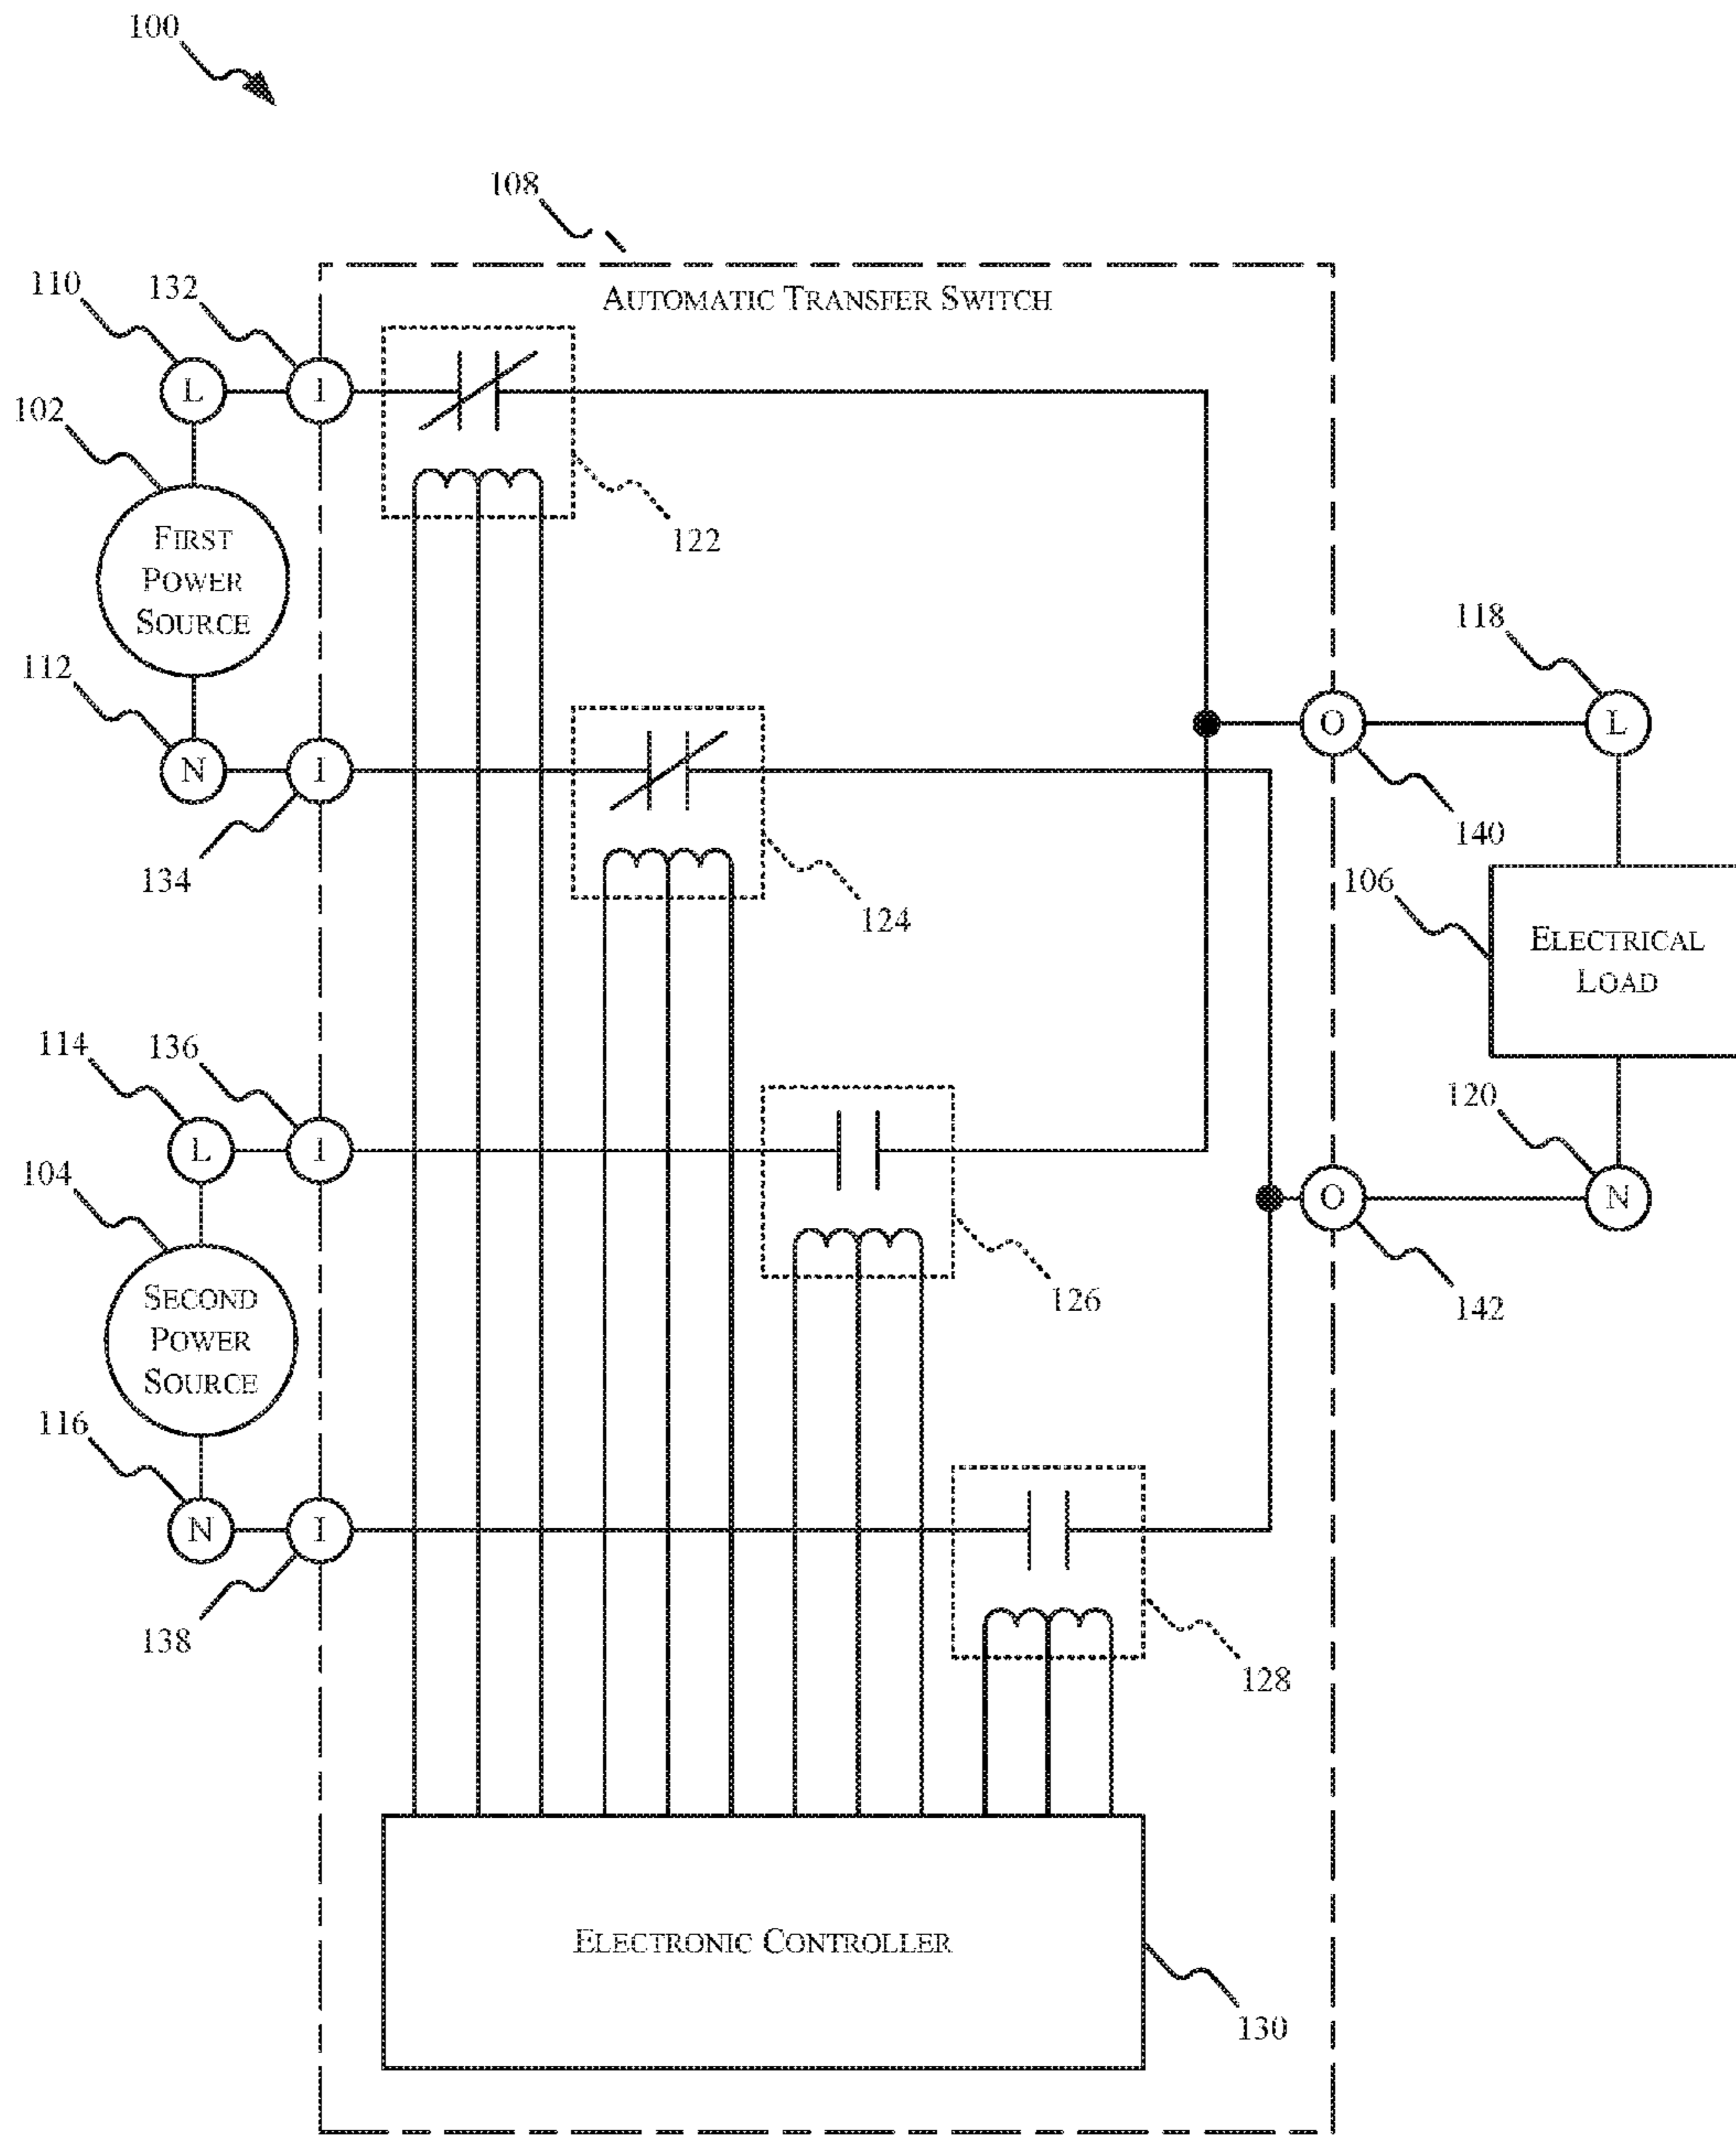 100
108
AUTOMATIC TRANSFER SWITCH
110
132
L
I
102
FIRST
POWER
SOURCE
122
112
N
I
134
124
118
O
L
140
106
ELECTRICAL
LOAD
114
136
L
I
104
SECOND
POWER
SOURCE
126
120
O
N
142
116
N
I
138
128
ELECTRONIC CONTROLLER
130